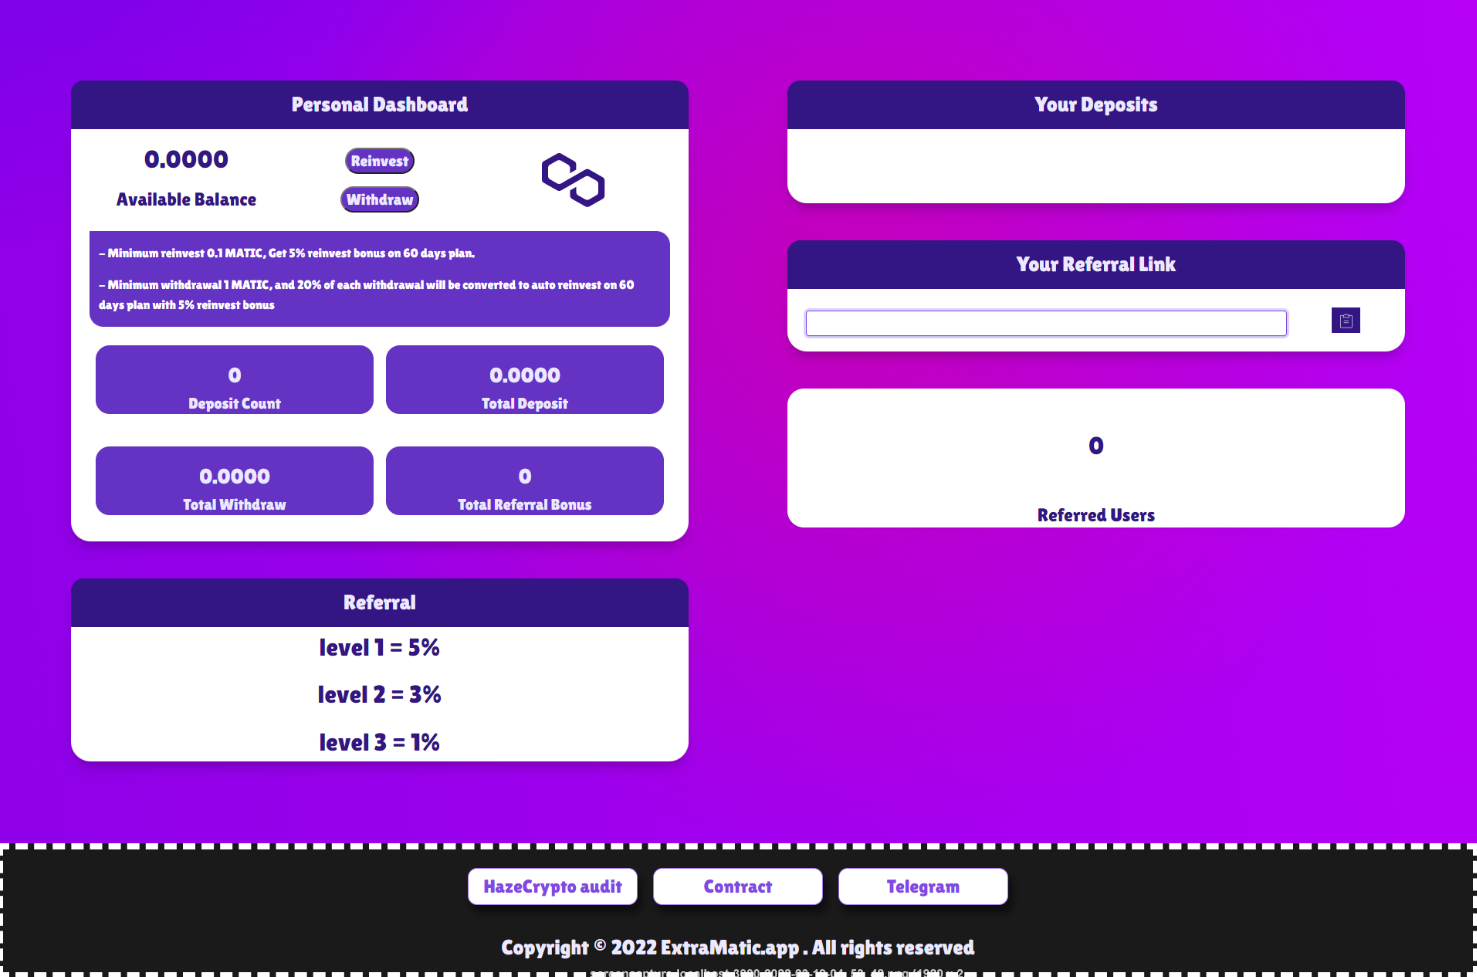 Personal Dashboard
0.0000
Available Balance
Reinvest
Withdraw
- Minimum reinvest 0.1 MATIC, Get 5% reinvest bonus on 60 days plan.
- Minimum withdrawal 1 MATIC, and 20% of each withdrawal will be converted to auto reinvest on 60
days plan with 5% reinvest bonus
0
Deposit Count
0.0000
Total Deposit
0.0000
Total Withdraw
0
Total Referral Bonus
Referral
level 1 = 5%
level 2 = 3%
level 3 = 1%
Your Deposits
Your Referral Link
0
Referred Users
HazeCrypto audit
Contract
Telegram
Copyright © 2022 ExtraMatic.app . All rights reserved